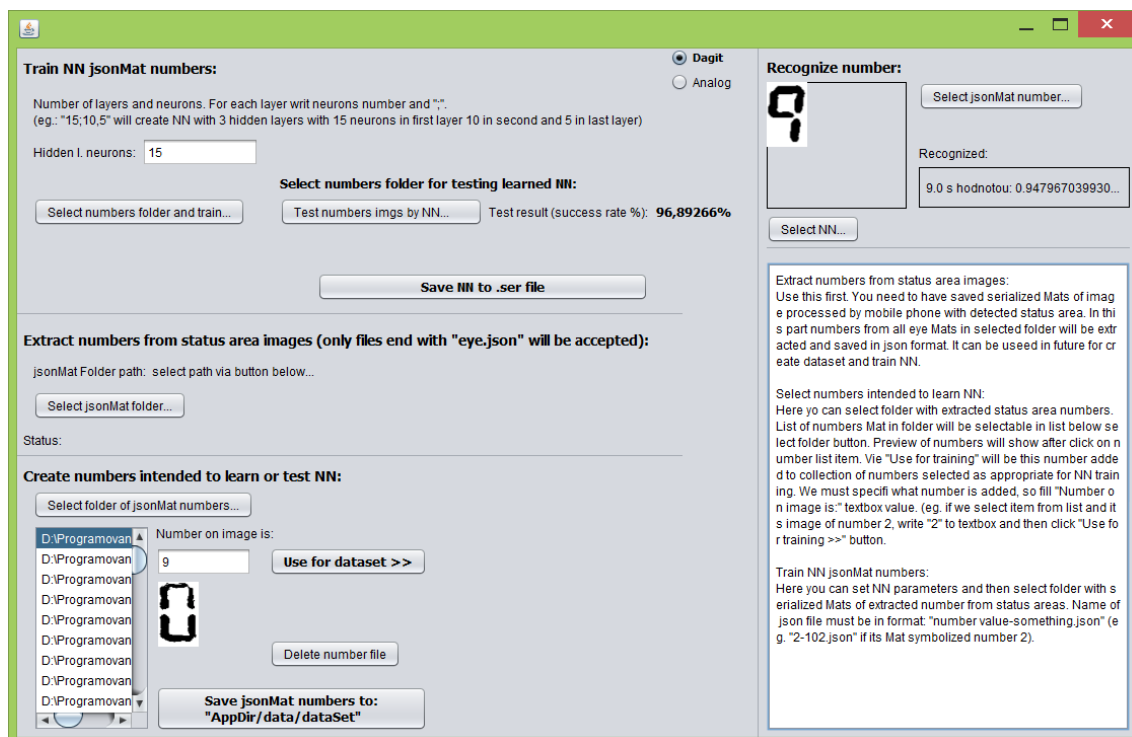 Train NN jsonMat numbers:
Dagit
Analog
Number of layers and neurons. For each layer writ neurons number and ";".
(eg.: "15;10,5" will create NN with 3 hidden layers with 15 neurons in first layer 10 in second and 5 in last layer)
Hidden l. neurons: 15
Select numbers folder for testing learned NN:
Select numbers folder and train... Test numbers imgs by NN... Test result (success rate %): 96,89266%
Save NN to .ser file
Extract numbers from status area images (only files end with "eye.json" will be accepted):
jsonMat Folder path: select path via button below...
Select jsonMat folder...
Status:
Create numbers intended to learn or test NN:
Select folder of jsonMat numbers...
D:\Programovan
D:\Programovan
D:\Programovan
D:\Programovan
D:\Programovan
D:\Programovan
D:\Programovan
D:\Programovan
D:\Programovan
Number on image is:
9 Use for dataset >>
0
Delete number file
Save jsonMat numbers to:
"AppDir/data/dataSet"
Recognize number:
9
Select jsonMat number...
Recognized:
9.0 s hodnotou: 0.947967039930...
Select NN...
Extract numbers from status area images:
Use this first. You need to have saved serialized Mats of imag
e processed by mobile phone with detected status area. In thi
s part numbers from all eye Mats in selected folder will be extr
acted and saved in json format. It can be useed in future for cr
eate dataset and train NN.
Select numbers intended to learn NN:
Here yo can select folder with extracted status area numbers.
List of numbers Mat in folder will be selectable in list below se
lect folder button. Preview of numbers will show after click on n
umber list item. Vie "Use for training" will be this number adde
d to collection of numbers selected as appropriate for NN train
ing. We must specifi what number is added, so fill "Number o
n image is:" textbox value. (eg. if we select item from list and it
s image of number 2, write "2" to textbox and then click "Use fo
r training >>" button.
Train NN jsonMat numbers:
Here you can set NN parameters and then select folder with s
erialized Mats of extracted number from status areas. Name of
json file must be in format: "number value-something.json" (e
g. "2-102.json" if its Mat symbolized number 2).